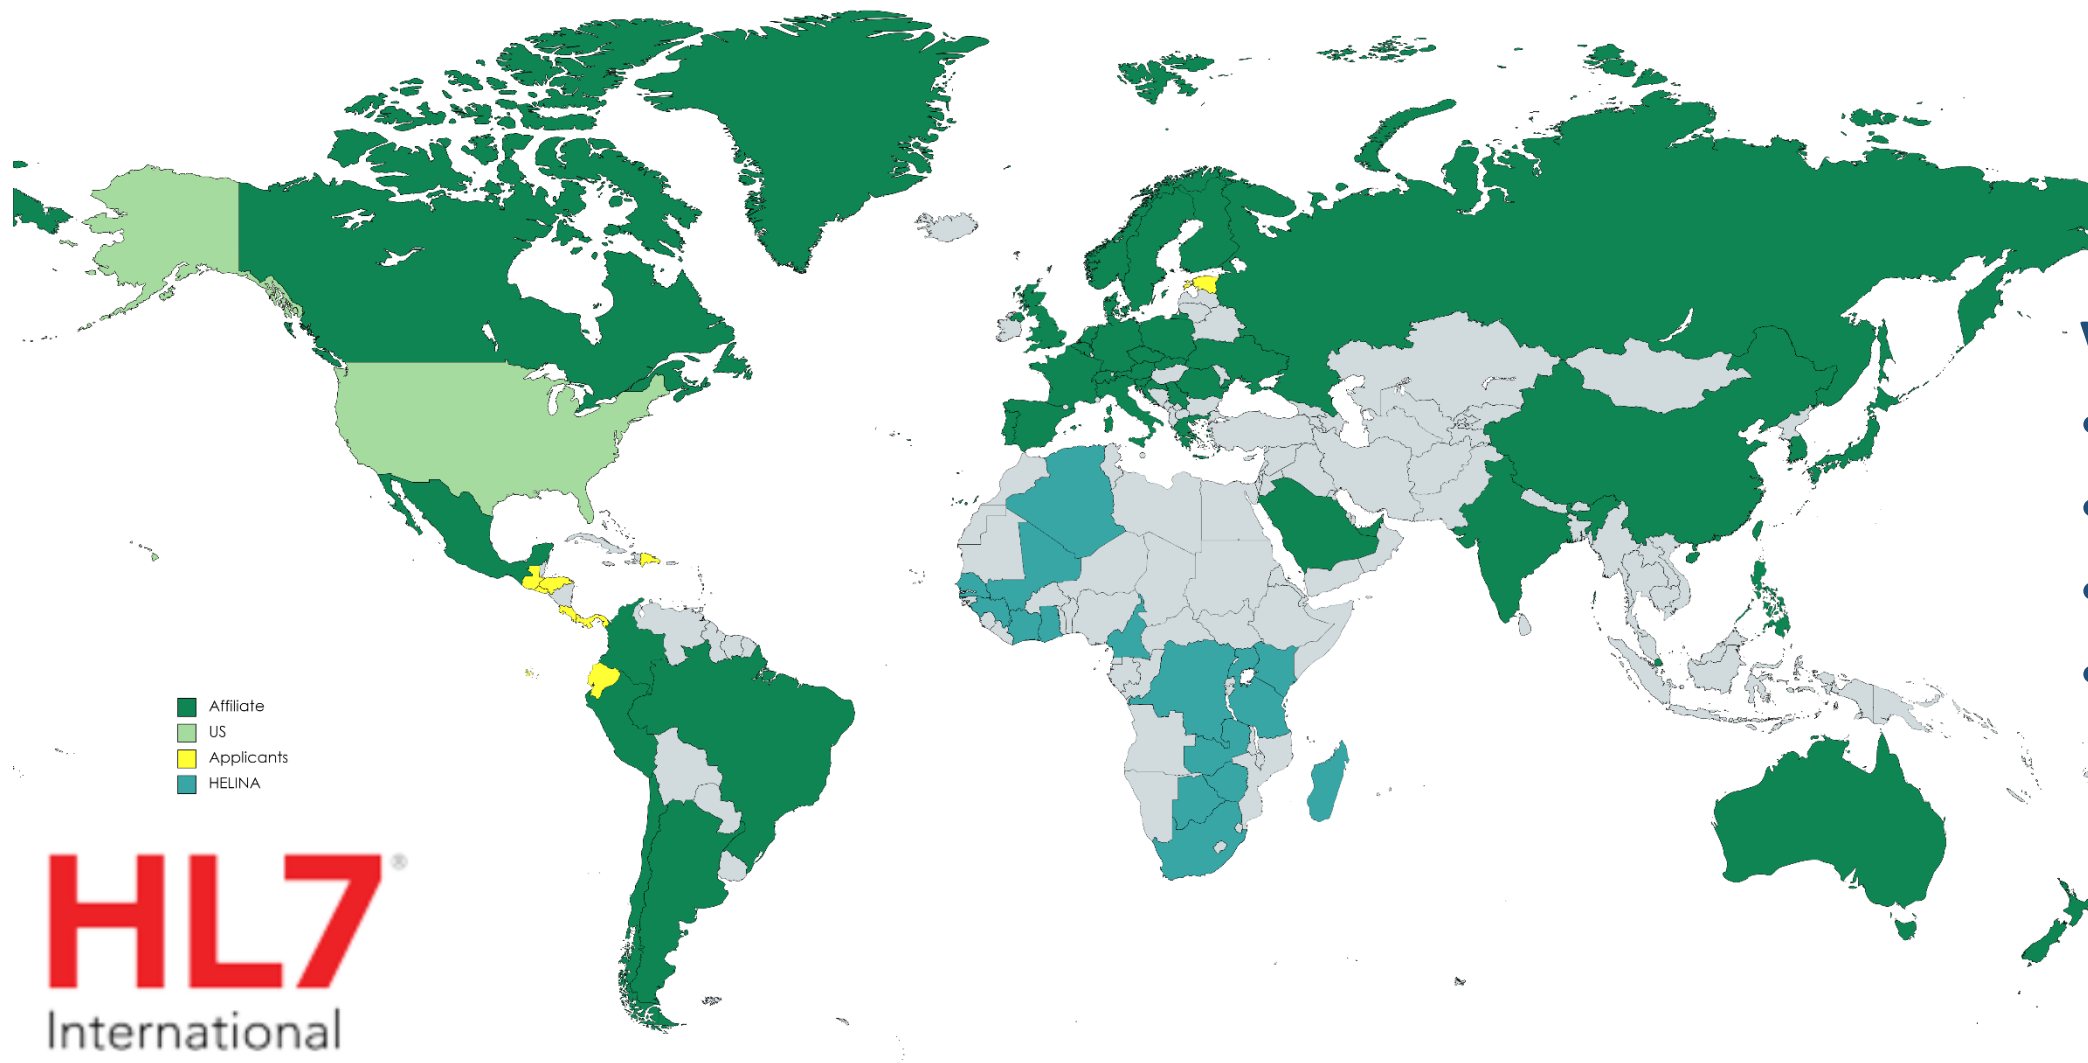 Affiliate
US
Applicants
HELINA
HL7®
International